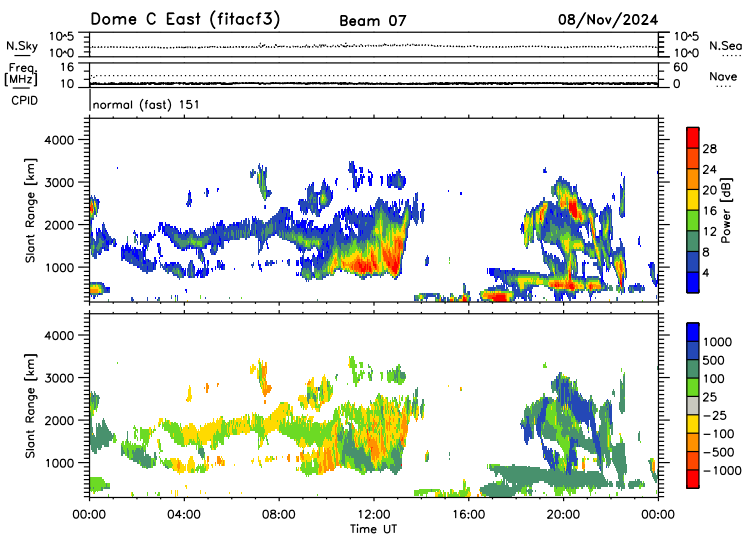 Dome C East (fitacf3) Beam 07 08/Nov/2024
N.Sky 10^5 10^0 10^5 10^0 N.Sea
Freq. [MHz] 16 10 60 0 Nave
CPID normal (fast) 151
Slant Range [km] 4000 3000 2000 1000
28 24 20 16 12 8 4 Power [dB]
Slant Range [km] 4000 3000 2000 1000
1000 500 100 25 -25 -100 -500 -1000
00:00 04:00 08:00 12:00 16:00 20:00 00:00
Time UT